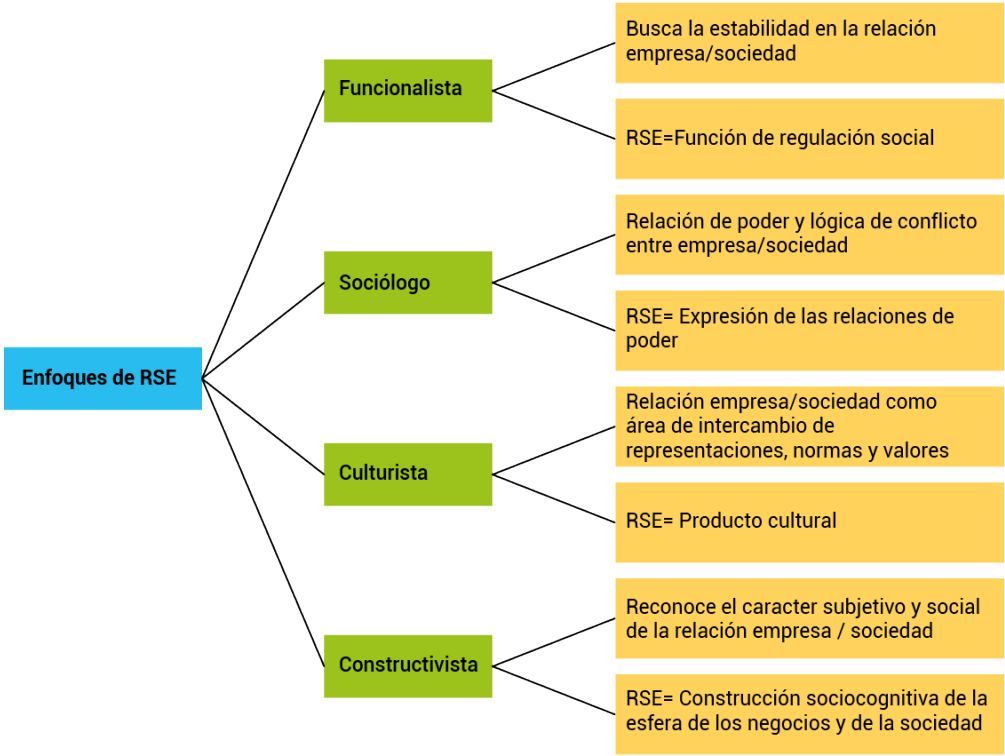 Enfoques de RSE
Funcionalista
Busca la estabilidad en la relación
empresa/sociedad
RSE=Función de regulación social
Sociólogo
Relación de poder y lógica de conflicto
entre empresa/sociedad
RSE= Expresión de las relaciones de
poder
Culturista
Relación empresa/sociedad como
área de intercambio de
representaciones, normas y valores
RSE= Producto cultural
Constructivista
Reconoce el caracter subjetivo y social
de la relación empresa / sociedad
RSE= Construcción sociocognitiva de la
esfera de los negocios y de la sociedad